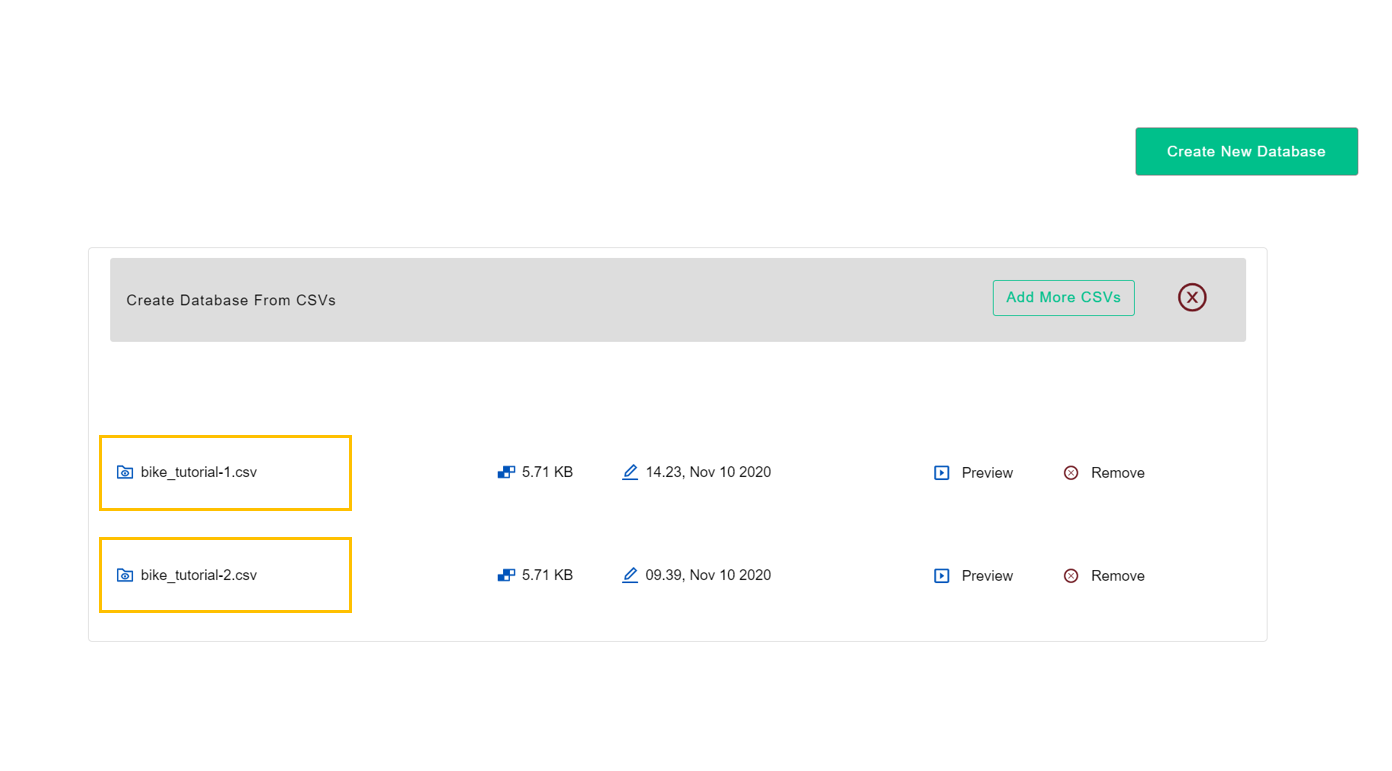 Create New Database
Create Database From CSVs
Add More CSVs
bike_tutorial-1.csv
5.71 KB
14.23, Nov 10 2020
Preview
Remove
bike_tutorial-2.csv
5.71 KB
09.39, Nov 10 2020
Preview
Remove